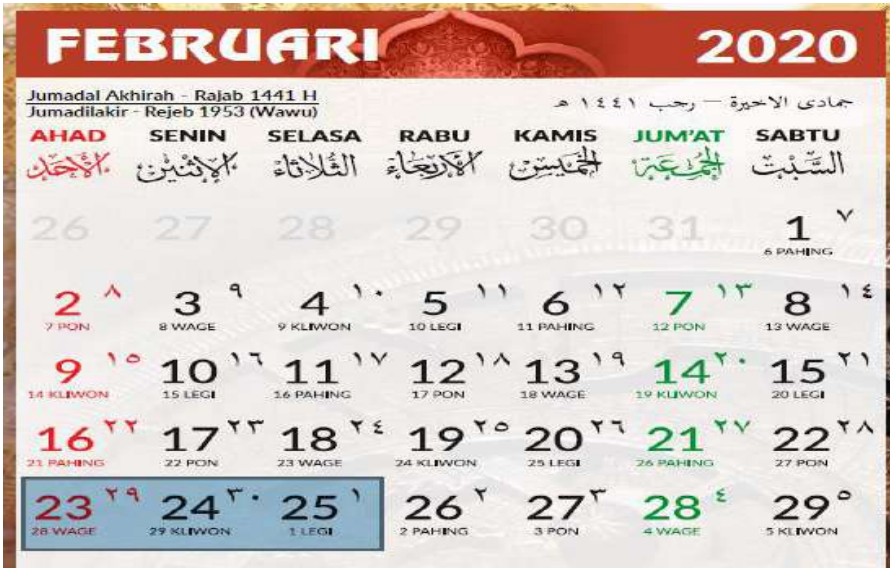 FEBRUARI 2020
Jumadal Akhirah - Rajab 1441 H جمادى الاخيرة – رجب ١٤٤١ هـ
Jumadilakir - Rejeb 1953 (Wawu)
AHAD SENIN SELASA RABU KAMIS JUM'AT SABTU
الأحد الإثنين الثلاثاء الأربعاء الخميس الجمعة السبت
26 27 28 29 30 31 1 ٧
6 PAHING
2 ٨ 3 ٩ 4 ١٠ 5 ١١ 6 ١٢ 7 ١٣ 8 ١٤
7 PON 8 WAGE 9 KLIWON 10 LEGI 11 PAHING 12 PON 13 WAGE
9 ١٥ 10 ١٦ 11 ١٧ 12 ١٨ 13 ١٩ 14 ٢٠ 15 ٢١
14 KLIWON 15 LEGI 16 PAHING 17 PON 18 WAGE 19 KLIWON 20 LEGI
16 ٢٢ 17 ٢٣ 18 ٢٤ 19 ٢٥ 20 ٢٦ 21 ٢٧ 22 ٢٨
21 PAHING 22 PON 23 WAGE 24 KLIWON 25 LEGI 26 PAHING 27 PON
23 ٢٩ 24 ٣٠ 25 ١ 26 ٢ 27 ٣ 28 ٤ 29 ٥
28 WAGE 29 KLIWON 1 LEGI 2 PAHING 3 PON 4 WAGE 5 KLIWON